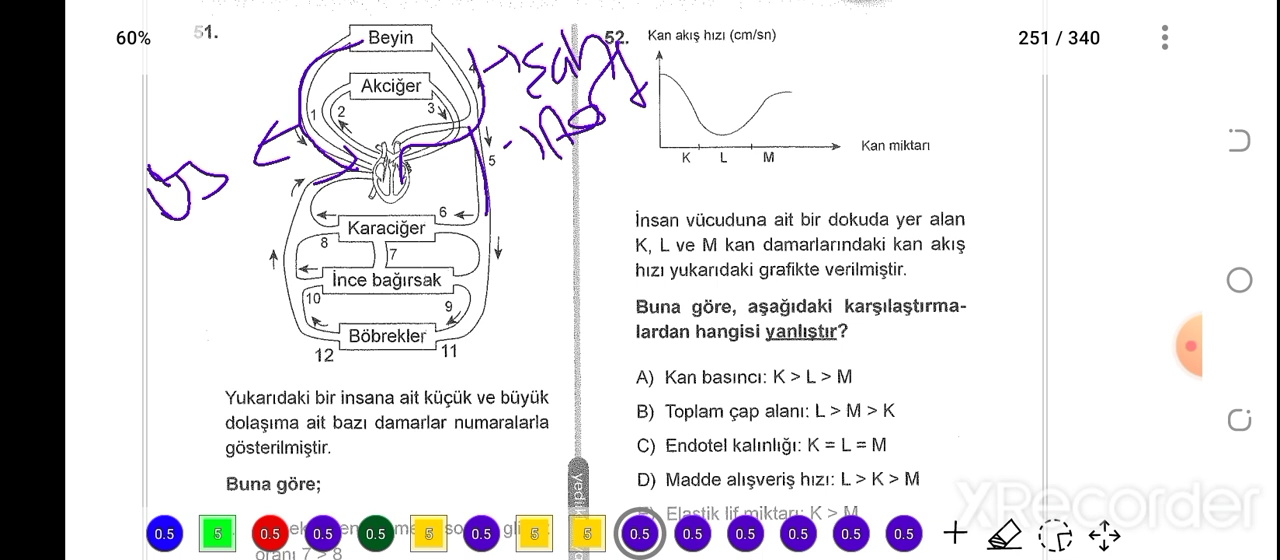 60%
251 / 340
51.
Beyin
Akciğer
1
2
3
4
5
6
Karaciğer
8
7
İnce bağırsak
10
9
Böbrekler
12
11
Yukarıdaki bir insana ait küçük ve büyük
dolaşıma ait bazı damarlar numaralarla
gösterilmiştir.
Buna göre;
oranı 7 > 8
52.
Kan akış hızı (cm/sn)
Kan miktarı
K L M
İnsan vücuduna ait bir dokuda yer alan
K, L ve M kan damarlarındaki kan akış
hızı yukarıdaki grafikte verilmiştir.
Buna göre, aşağıdaki karşılaştırma-
lardan hangisi yanlıştır?
A) Kan basıncı: K > L > M
B) Toplam çap alanı: L > M > K
C) Endotel kalınlığı: K = L = M
D) Madde alışveriş hızı: L > K > M
Elastik lif miktarı: K > M
XRecorder
0.5 5 0.5 0.5 0.5 5 0.5 5 5 0.5 0.5 0.5 0.5 0.5 0.5